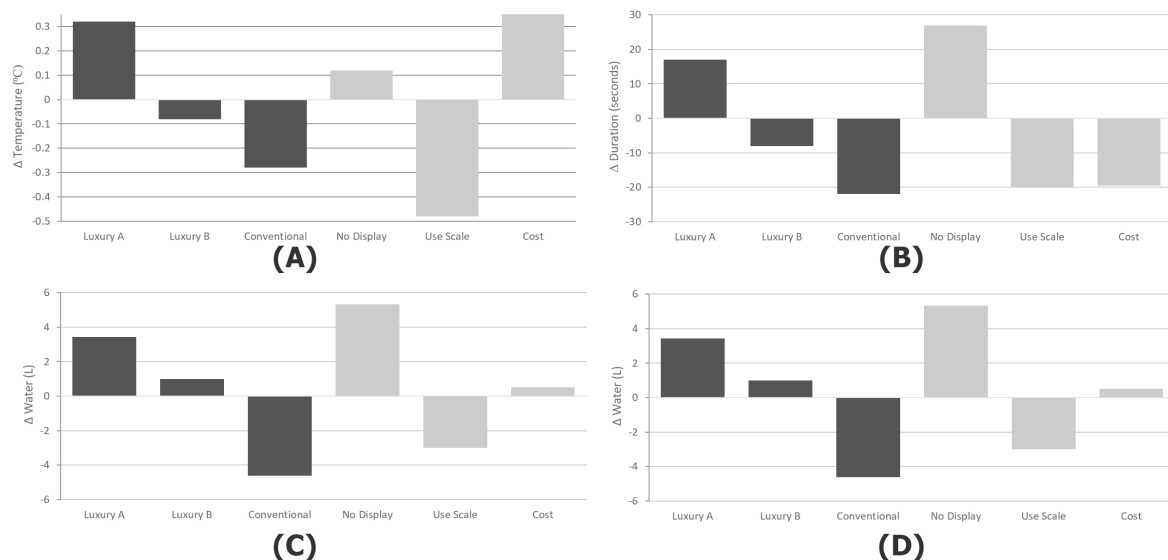 Δ Temperature (ºC)
0.3
0.2
0.1
0
-0.1
-0.2
-0.3
-0.4
-0.5
Luxury A Luxury B Conventional No Display Use Scale Cost
(A)
Δ Duration (seconds)
30
20
10
0
-10
-20
-30
Luxury A Luxury B Conventional No Display Use Scale Cost
(B)
Δ Water (L)
6
4
2
0
-2
-4
-6
Luxury A Luxury B Conventional No Display Use Scale Cost
(C)
Δ Water (L)
6
4
2
0
-2
-4
-6
Luxury A Luxury B Conventional No Display Use Scale Cost
(D)